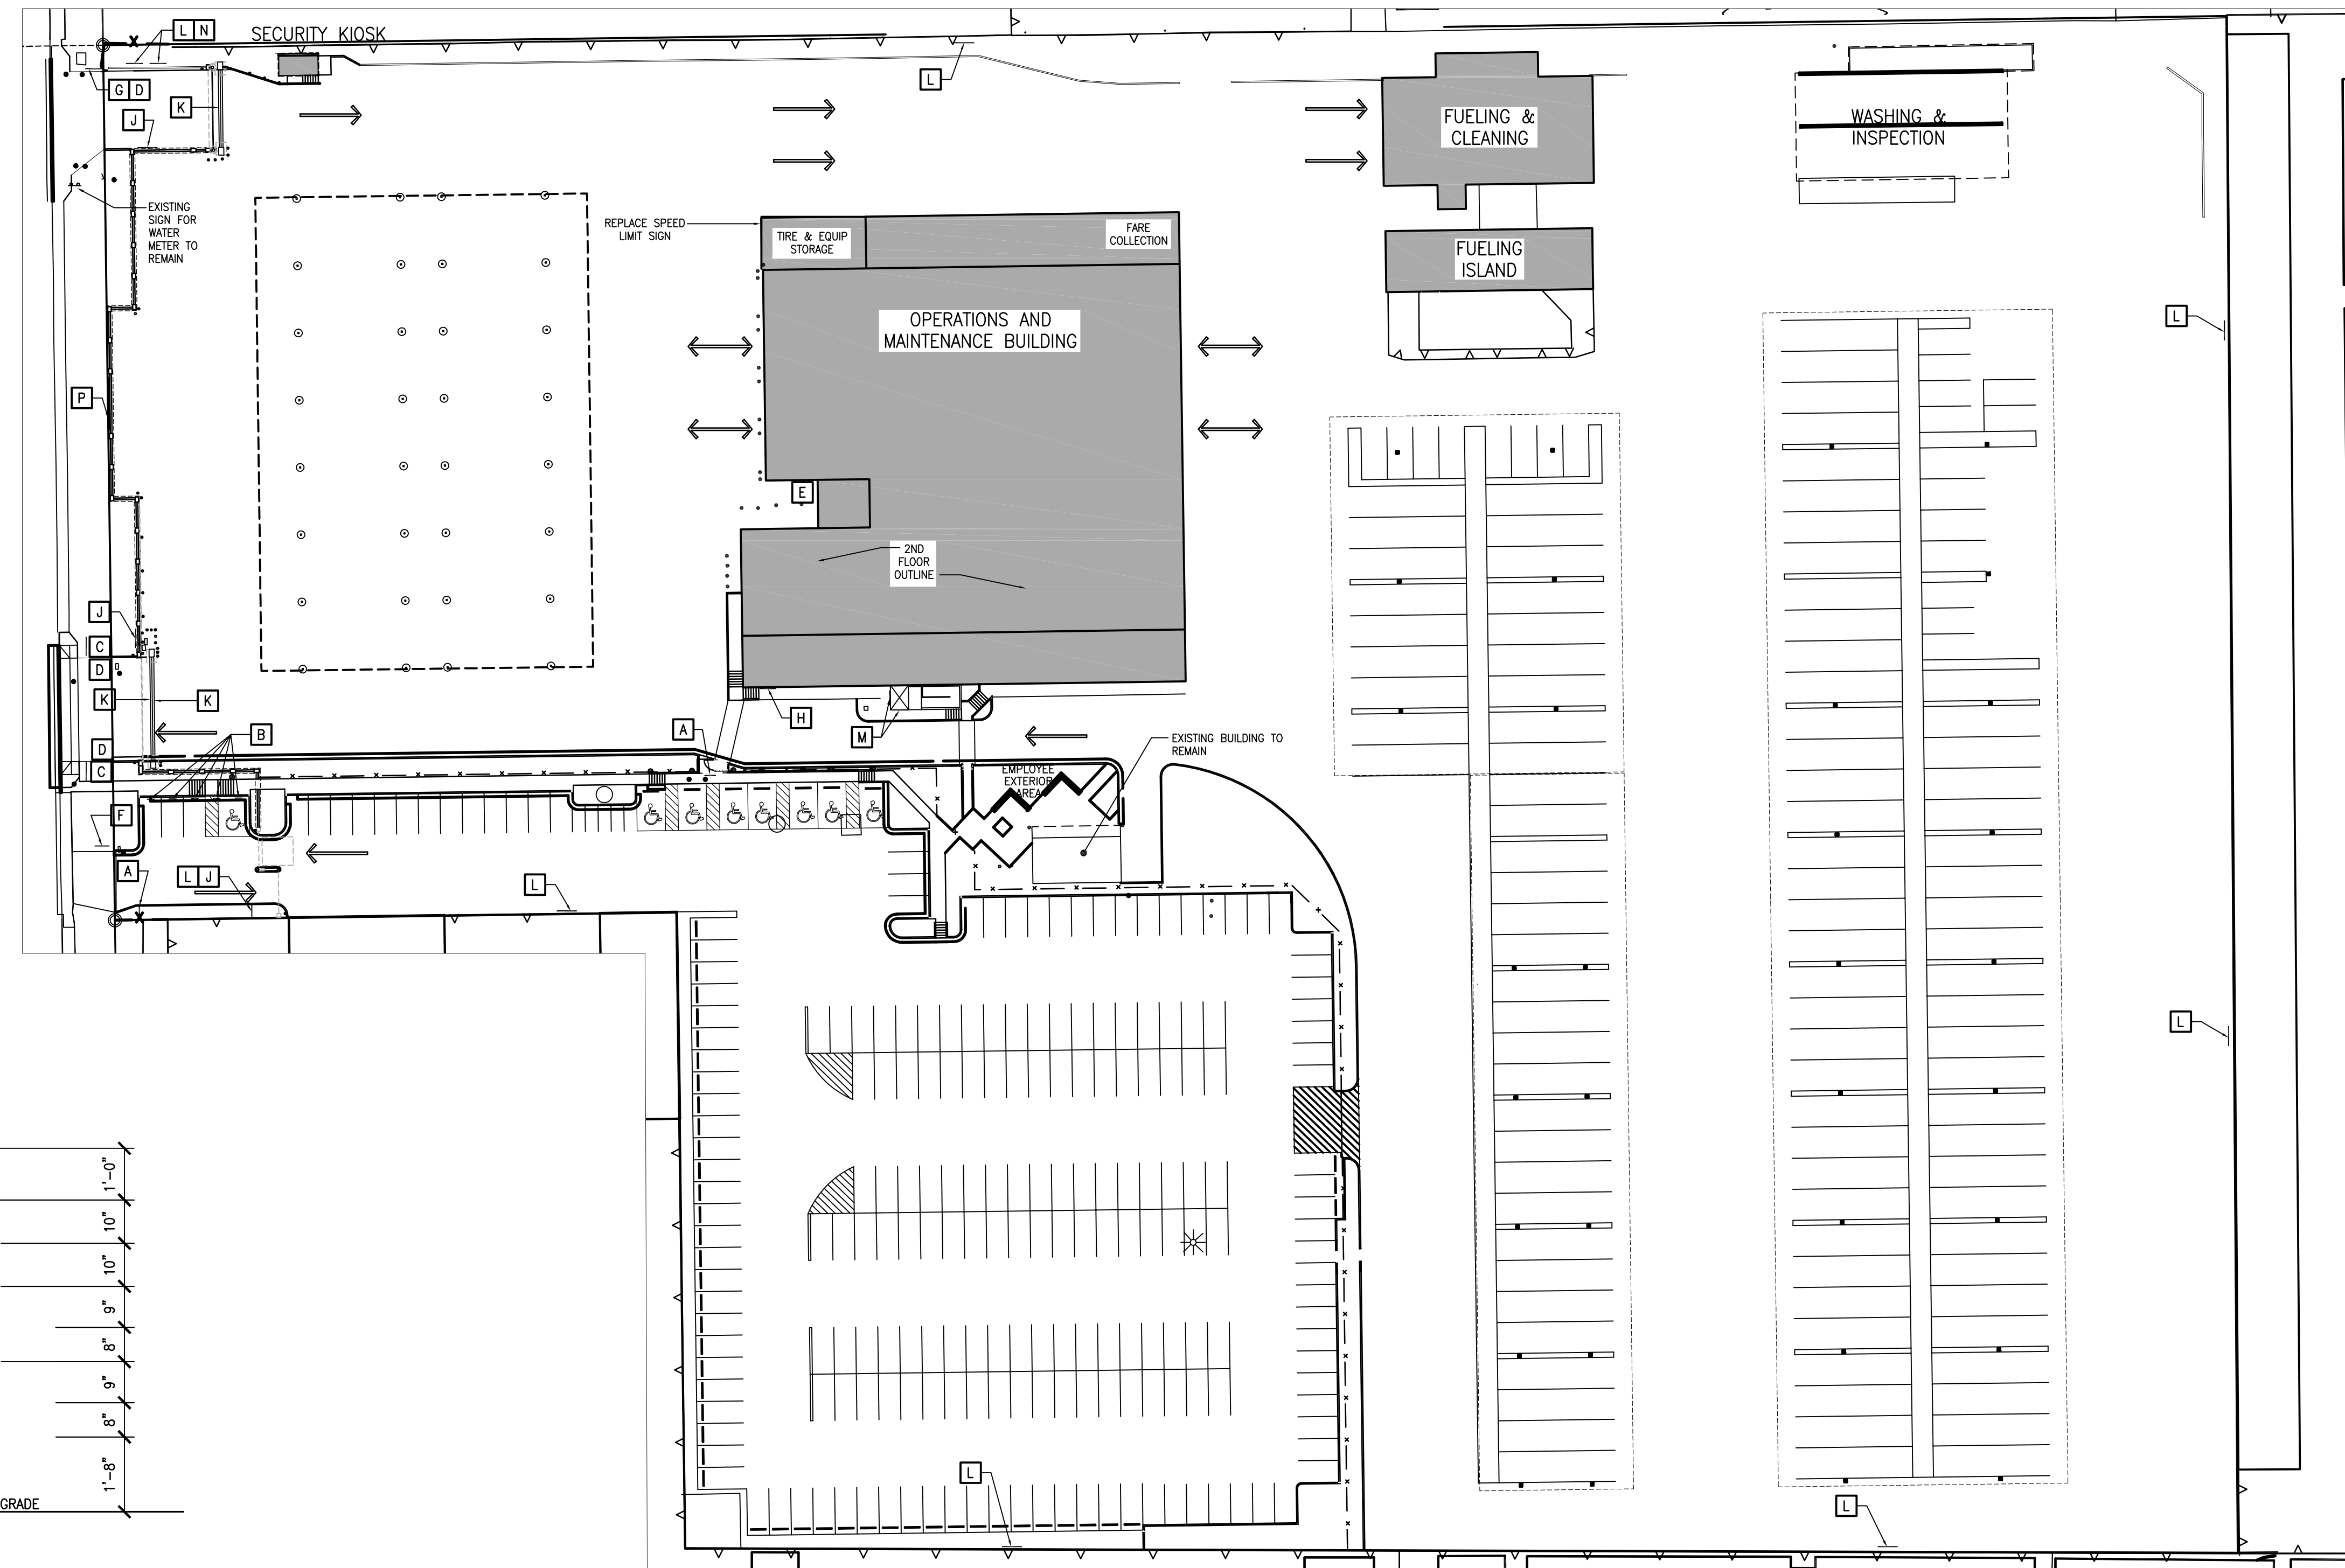 L N
SECURITY KIOSK
L
G D
K
J
FUELING &
CLEANING
WASHING &
INSPECTION
EXISTING
SIGN FOR
WATER
METER TO
REMAIN
REPLACE SPEED
LIMIT SIGN
TIRE & EQUIP
STORAGE
FARE
COLLECTION
FUELING
ISLAND
OPERATIONS AND
MAINTENANCE BUILDING
L
P
E
2ND
FLOOR
OUTLINE
J
C
D
K
K
H
A
M
B
D
C
EXISTING BUILDING TO
REMAIN
EMPLOYEE
EXTERIOR
AREA
F
A
L J
L
L
1'-0"
10"
10"
9"
8"
9"
8"
1'-8"
GRADE
L
L